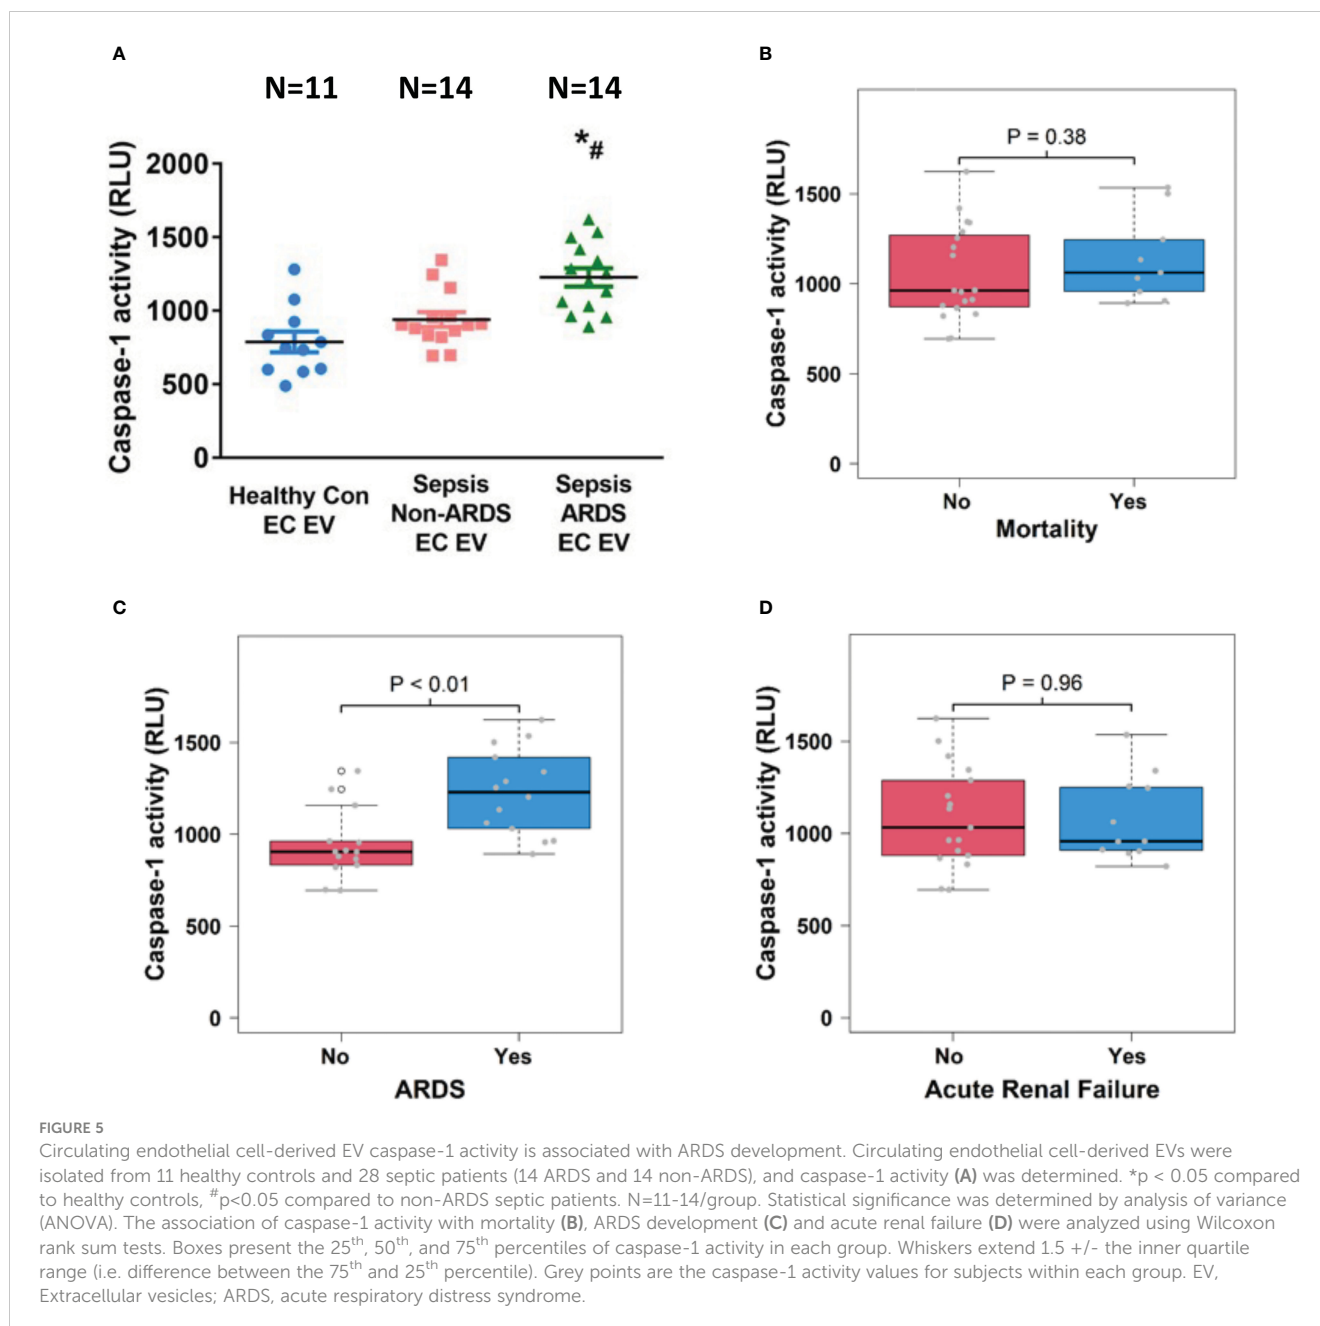 A
N=11
N=14
N=14
*#
Caspase-1 activity (RLU)
2000
1500
1000
500
0
Healthy Con
EC EV
Sepsis
Non-ARDS
EC EV
Sepsis
ARDS
EC EV
B
P = 0.38
Caspase-1 activity (RLU)
1500
1000
500
0
No
Yes
Mortality
C
P < 0.01
Caspase-1 activity (RLU)
1500
1000
500
0
No
Yes
ARDS
D
P = 0.96
Caspase-1 activity (RLU)
1500
1000
500
0
No
Yes
Acute Renal Failure
FIGURE 5
Circulating endothelial cell-derived EV caspase-1 activity is associated with ARDS development. Circulating endothelial cell-derived EVs were
isolated from 11 healthy controls and 28 septic patients (14 ARDS and 14 non-ARDS), and caspase-1 activity (A) was determined. *p < 0.05 compared
to healthy controls, #p<0.05 compared to non-ARDS septic patients. N=11-14/group. Statistical significance was determined by analysis of variance
(ANOVA). The association of caspase-1 activity with mortality (B), ARDS development (C) and acute renal failure (D) were analyzed using Wilcoxon
rank sum tests. Boxes present the 25th, 50th, and 75th percentiles of caspase-1 activity in each group. Whiskers extend 1.5 +/- the inner quartile
range (i.e. difference between the 75th and 25th percentile). Grey points are the caspase-1 activity values for subjects within each group. EV,
Extracellular vesicles; ARDS, acute respiratory distress syndrome.